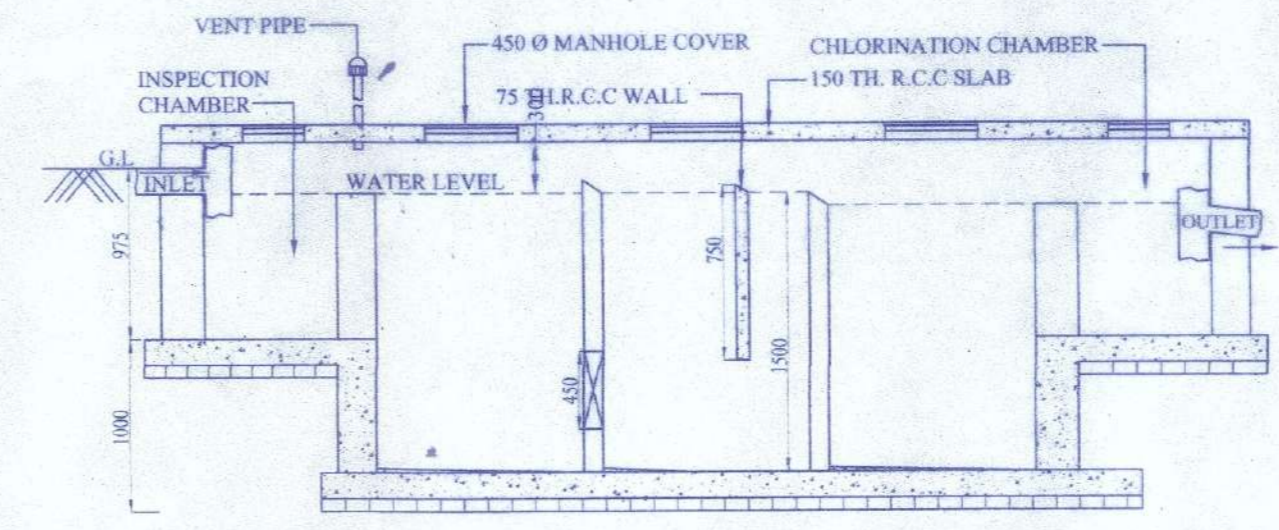 VENT PIPE
450 Ø MANHOLE COVER
CHLORINATION CHAMBER
INSPECTION
CHAMBER
75 TH.R.C.C WALL
150 TH. R.C.C SLAB
300
G.L
INLET
WATER LEVEL
OUTLET
975
750
1500
450
1000